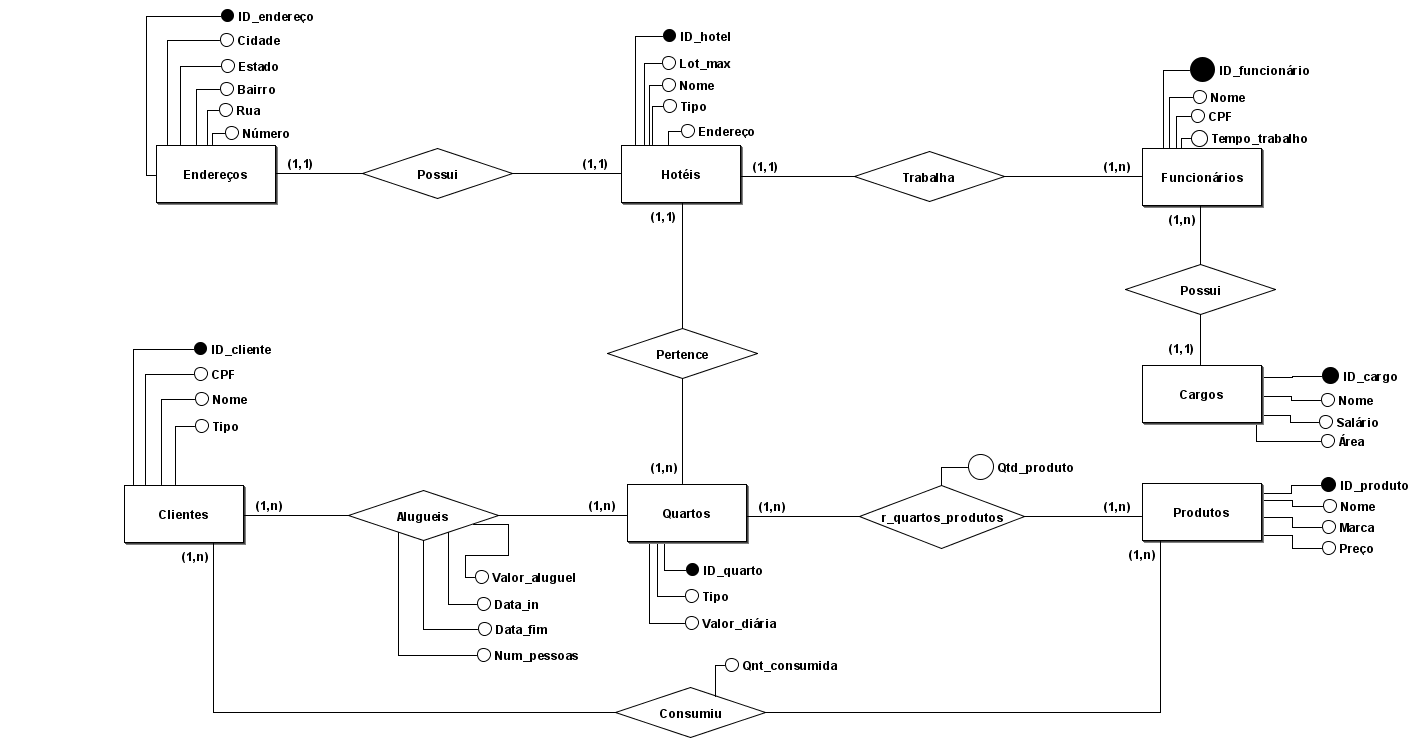 ID_endereço
Cidade
Estado
Bairro
Rua
Número
Endereços
(1,1)
Possui
(1,1)
ID_hotel
Lot_max
Nome
Tipo
Endereço
Hotéis
(1,1)
(1,1)
Trabalha
(1,n)
ID_funcionário
Nome
CPF
Tempo_trabalho
Funcionários
(1,n)
Possui
(1,1)
Cargos
ID_cargo
Nome
Salário
Área
Pertence
(1,n)
ID_cliente
CPF
Nome
Tipo
Clientes
(1,n)
(1,n)
Alugueis
Valor_aluguel
Data_in
Data_fim
Num_pessoas
(1,n)
Quartos
ID_quarto
Tipo
Valor_diária
(1,n)
Qtd_produto
r_quartos_produtos
(1,n)
Produtos
(1,n)
ID_produto
Nome
Marca
Preço
Qnt_consumida
Consumiu